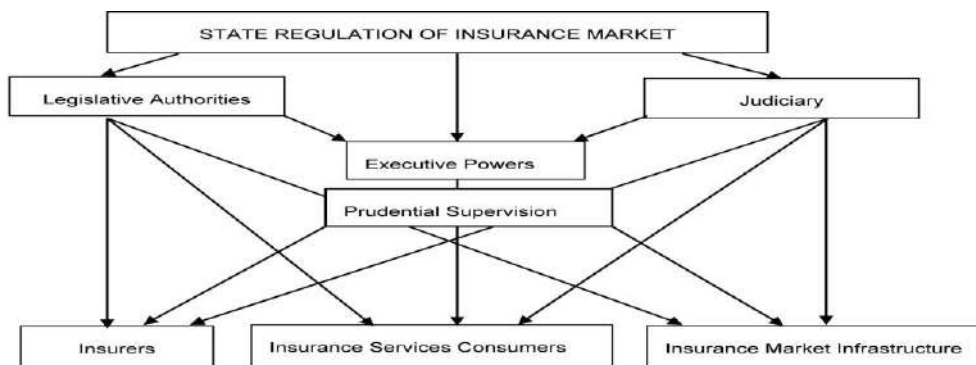 STATE REGULATION OF INSURANCE MARKET
Legislative Authorities
Judiciary
Executive Powers
Prudential Supervision
Insurers
Insurance Services Consumers
Insurance Market Infrastructure